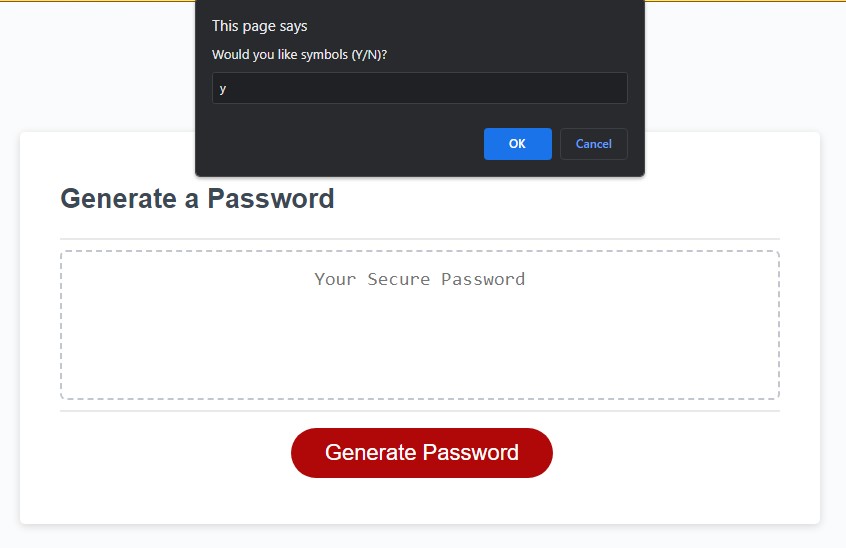 This page says
Would you like symbols (Y/N)?
y
OK
Cancel
Generate a Password
Your Secure Password
Generate Password